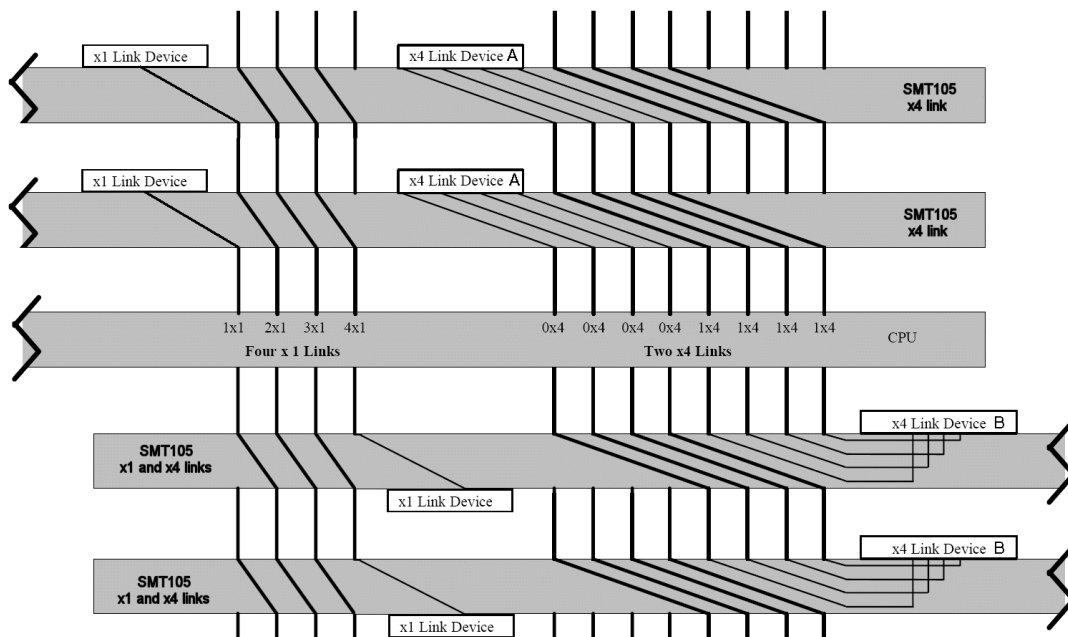 x1 Link Device
x4 Link Device A
SMT105
x4 link
x1 Link Device
x4 Link Device A
SMT105
x4 link
1x1 2x1 3x1 4x1 0x4 0x4 0x4 0x4 1x4 1x4 1x4 1x4
CPU
Four x 1 Links Two x4 Links
x4 Link Device B
SMT105
x1 and x4 links
x1 Link Device
x4 Link Device B
SMT105
x1 and x4 links
x1 Link Device